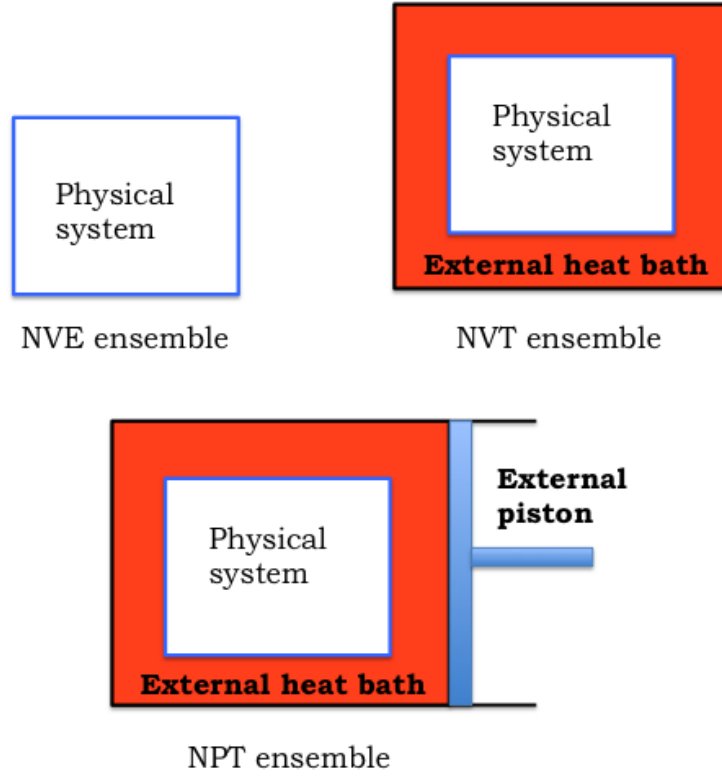 Physical
system
NVE ensemble
Physical
system
External heat bath
NVT ensemble
Physical
system
External heat bath
External
piston
NPT ensemble